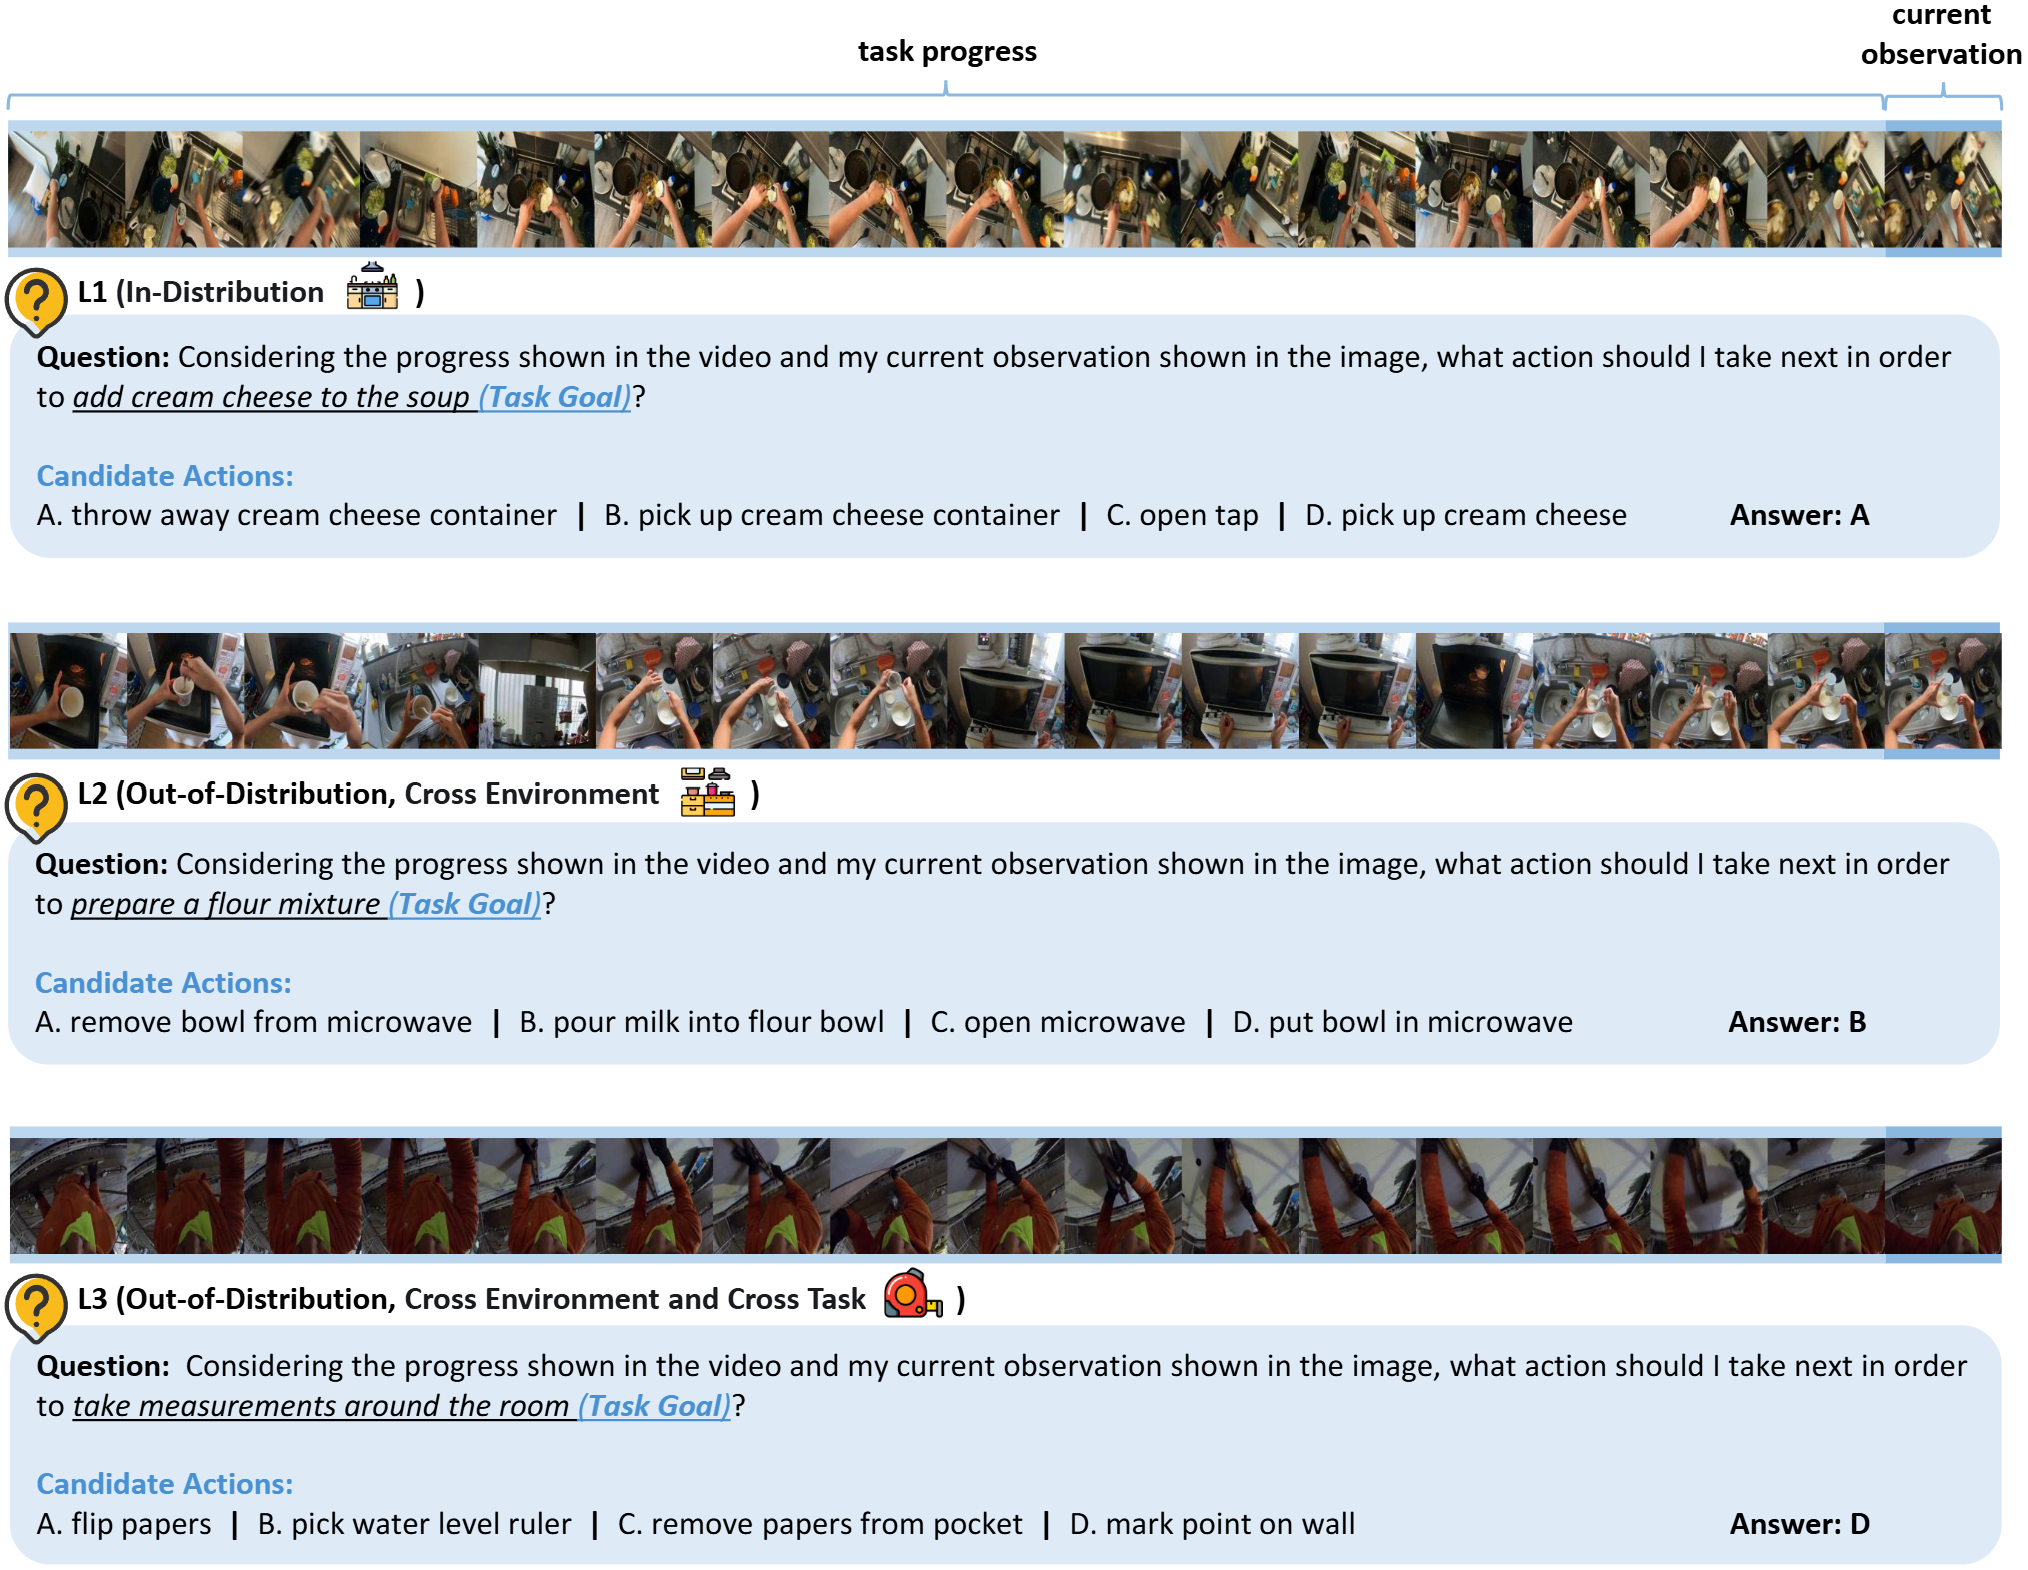 task progress
current
observation
L1 (In-Distribution )
Question: Considering the progress shown in the video and my current observation shown in the image, what action should I take next in order
to add cream cheese to the soup (Task Goal)?
Candidate Actions:
A. throw away cream cheese container | B. pick up cream cheese container | C. open tap | D. pick up cream cheese Answer: A
L2 (Out-of-Distribution, Cross Environment )
Question: Considering the progress shown in the video and my current observation shown in the image, what action should I take next in order
to prepare a flour mixture (Task Goal)?
Candidate Actions:
A. remove bowl from microwave | B. pour milk into flour bowl | C. open microwave | D. put bowl in microwave Answer: B
L3 (Out-of-Distribution, Cross Environment and Cross Task )
Question: Considering the progress shown in the video and my current observation shown in the image, what action should I take next in order
to take measurements around the room (Task Goal)?
Candidate Actions:
A. flip papers | B. pick water level ruler | C. remove papers from pocket | D. mark point on wall Answer: D